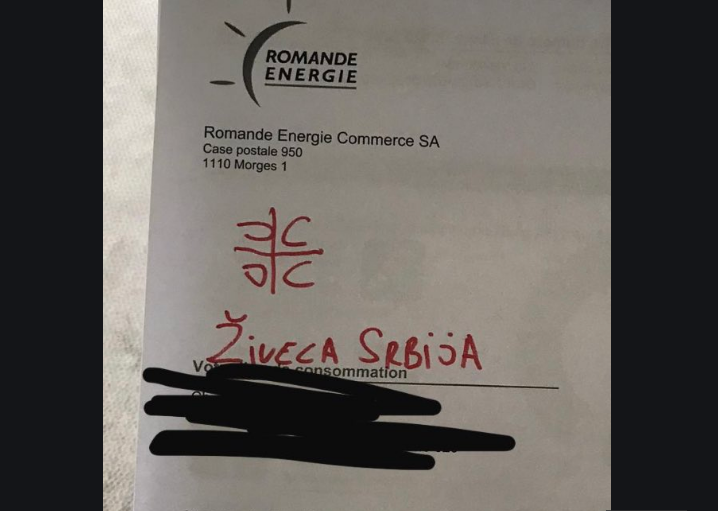 ROMANDE
ENERGIE
Romande Energie Commerce SA
Case postale 950
1110 Morges 1
ŽiVECA SRBiJA
consommation